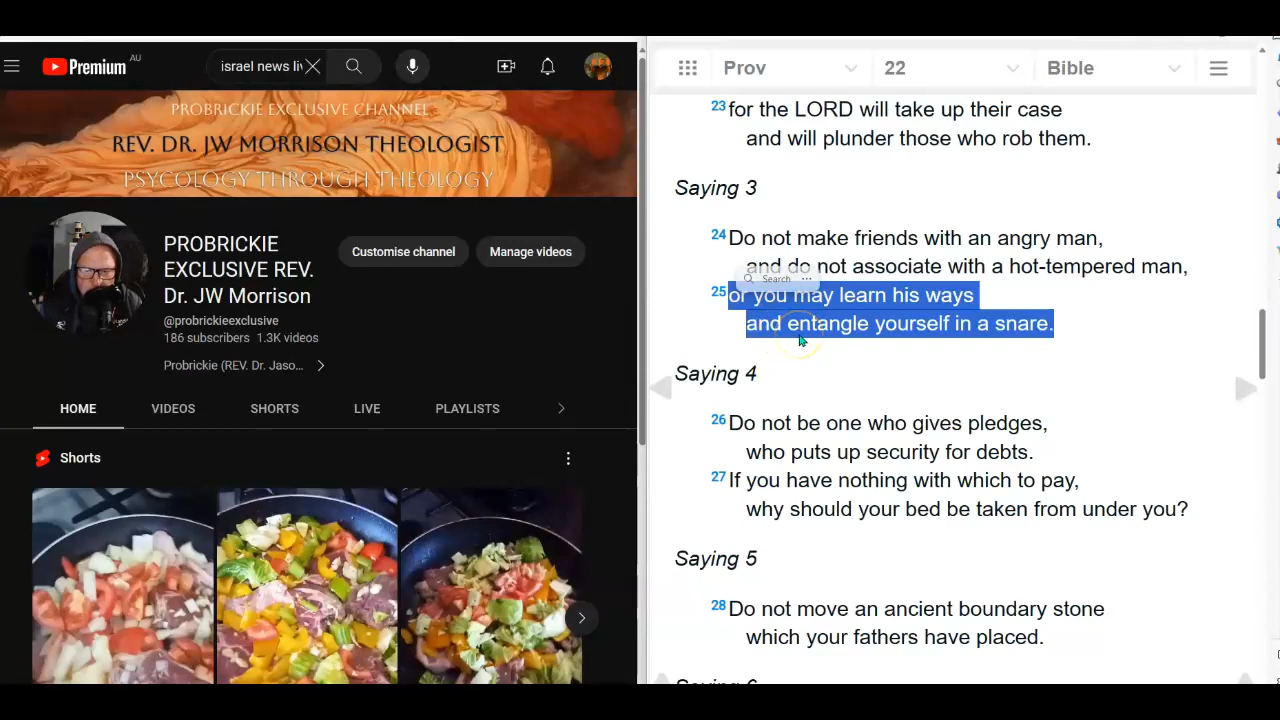 Premium AU
israel news liv
PROBRICKIE EXCLUSIVE CHANNEL
REV. DR. JW MORRISON THEOLOGIST
PSYCOLOGY THROUGH THEOLOGY
PROBRICKIE
EXCLUSIVE REV.
Dr. JW Morrison
@probrickieexclusive
186 subscribers 1.3K videos
Probrickie (REV. Dr. Jaso...
Customise channel
Manage videos
HOME VIDEOS SHORTS LIVE PLAYLISTS
Shorts
Prov 22 Bible
23 for the LORD will take up their case
and will plunder those who rob them.
Saying 3
24 Do not make friends with an angry man,
and do not associate with a hot-tempered man,
Search ...
25 or you may learn his ways
and entangle yourself in a snare.
Saying 4
26 Do not be one who gives pledges,
who puts up security for debts.
27 If you have nothing with which to pay,
why should your bed be taken from under you?
Saying 5
28 Do not move an ancient boundary stone
which your fathers have placed.